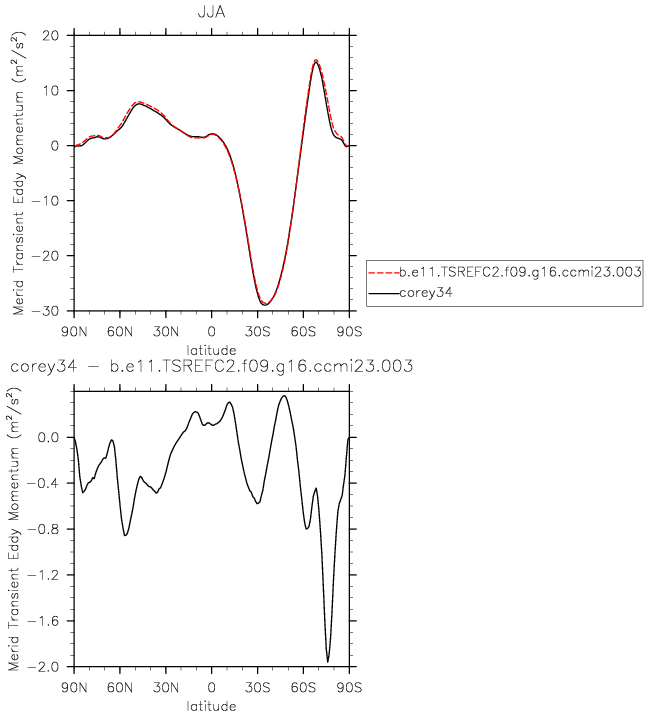 JJA
Merid Transient Eddy Momentum (m²/s²)
20
10
0
−10
−20
−30
90N 60N 30N 0 30S 60S 90S
latitude
b.e11.TSREFC2.f09.g16.ccmi23.003
corey34
corey34 − b.e11.TSREFC2.f09.g16.ccmi23.003
Merid Transient Eddy Momentum (m²/s²)
0.0
−0.4
−0.8
−1.2
−1.6
−2.0
90N 60N 30N 0 30S 60S 90S
latitude